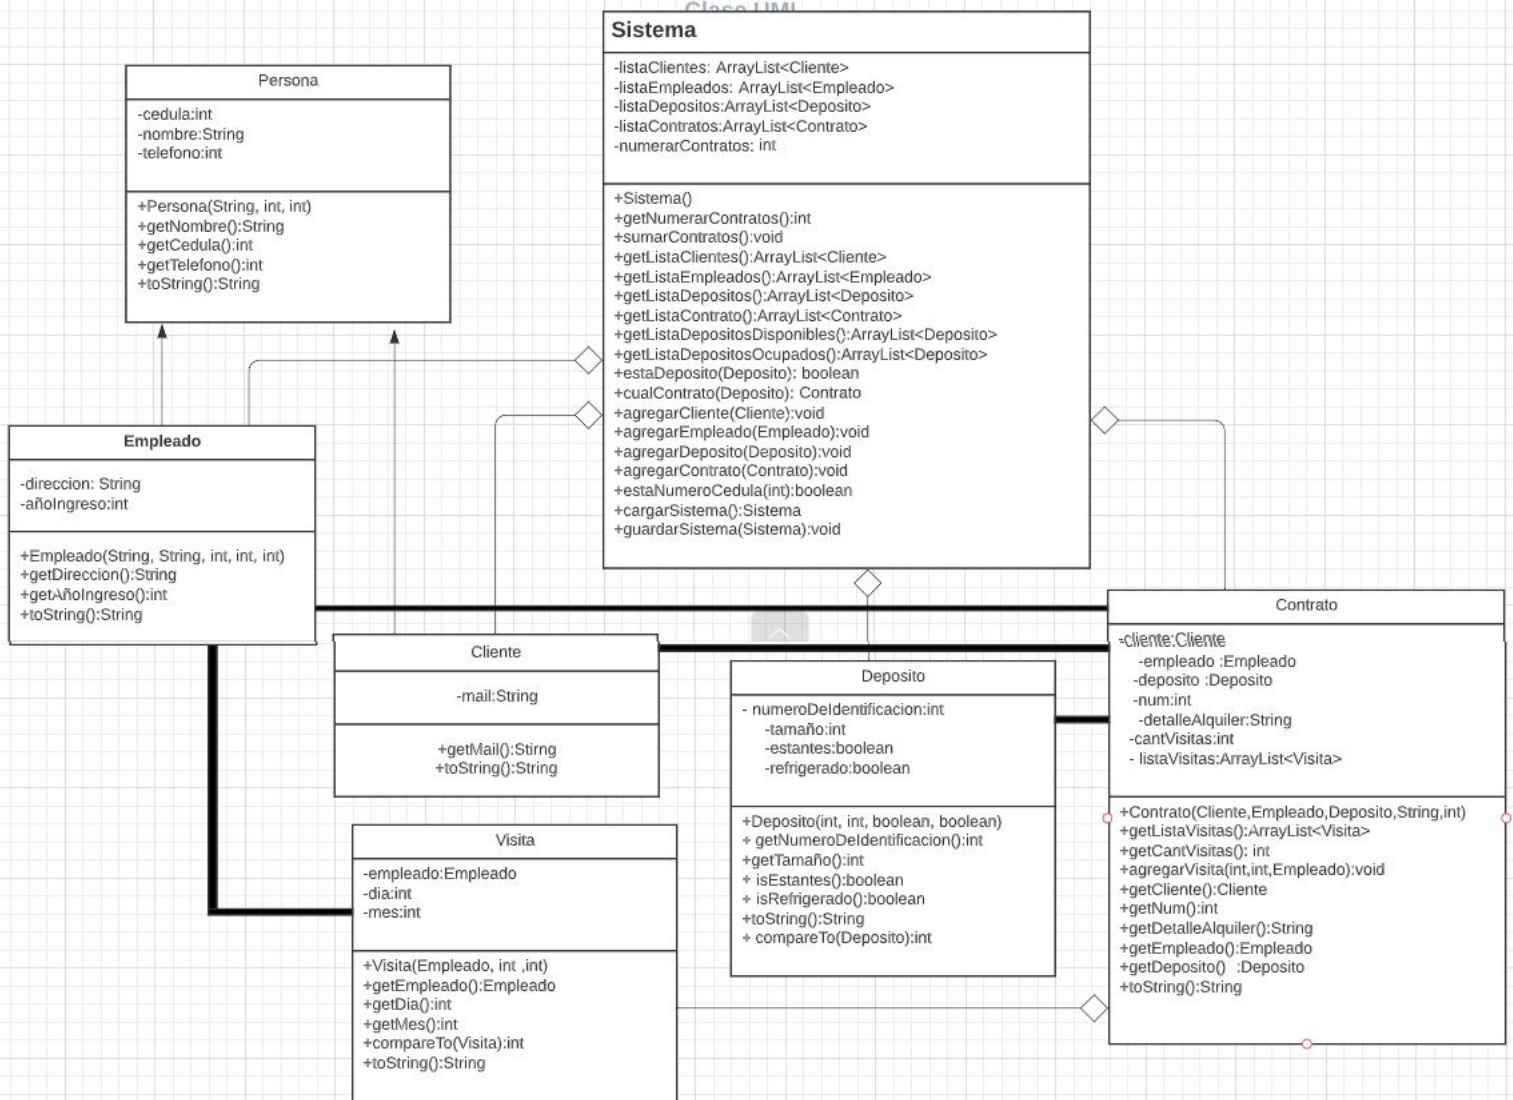 Clase UML
Persona
-cedula:int
-nombre:String
-telefono:int
+Persona(String, int, int)
+getNombre():String
+getCedula():int
+getTelefono():int
+toString():String
Sistema
-listaClientes: ArrayList<Cliente>
-listaEmpleados: ArrayList<Empleado>
-listaDepositos:ArrayList<Deposito>
-listaContratos:ArrayList<Contrato>
-numerarContratos: int
+Sistema()
+getNumerarContratos():int
+sumarContratos():void
+getListaClientes():ArrayList<Cliente>
+getListaEmpleados():ArrayList<Empleado>
+getListaDepositos():ArrayList<Deposito>
+getListaContrato():ArrayList<Contrato>
+getListaDepositosDisponibles():ArrayList<Deposito>
+getListaDepositosOcupados():ArrayList<Deposito>
+estaDeposito(Deposito): boolean
+cualContrato(Deposito): Contrato
+agregarCliente(Cliente):void
+agregarEmpleado(Empleado):void
+agregarDeposito(Deposito):void
+agregarContrato(Contrato):void
+estaNumeroCedula(int):boolean
+cargarSistema():Sistema
+guardarSistema(Sistema):void
Empleado
-direccion: String
-añoIngreso:int
+Empleado(String, String, int, int, int)
+getDireccion():String
+getAñoIngreso():int
+toString():String
Cliente
-mail:String
+getMail():Stirng
+toString():String
Visita
-empleado:Empleado
-dia:int
-mes:int
+Visita(Empleado, int ,int)
+getEmpleado():Empleado
+getDia():int
+getMes():int
+compareTo(Visita):int
+toString():String
Deposito
- numeroDeIdentificacion:int
-tamaño:int
-estantes:boolean
-refrigerado:boolean
+Deposito(int, int, boolean, boolean)
+ getNumeroDeIdentificacion():int
+getTamaño():int
+ isEstantes():boolean
+ isRefrigerado():boolean
+toString():String
+ compareTo(Deposito):int
Contrato
-cliente:Cliente
-empleado :Empleado
-deposito :Deposito
-num:int
-detalleAlquiler:String
-cantVisitas:int
- listaVisitas:ArrayList<Visita>
+Contrato(Cliente,Empleado,Deposito,String,int)
+getListaVisitas():ArrayList<Visita>
+getCantVisitas(): int
+agregarVisita(int,int,Empleado):void
+getCliente():Cliente
+getNum():int
+getDetalleAlquiler():String
+getEmpleado():Empleado
+getDeposito() :Deposito
+toString():String